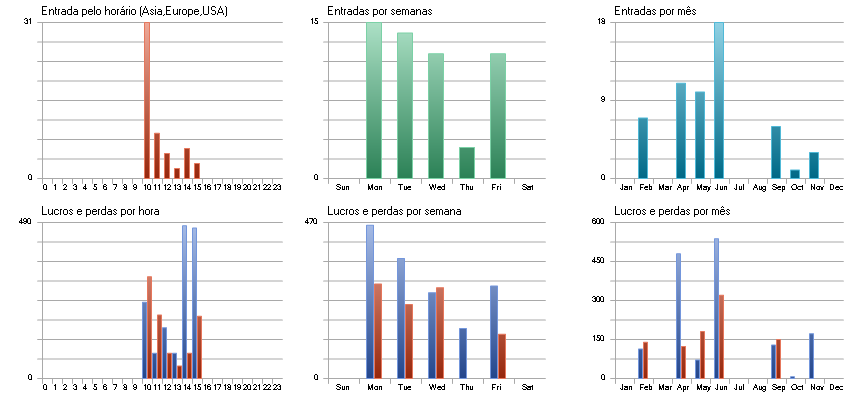 Entrada pelo horário (Asia,Europe,USA)
31
0
0 1 2 3 4 5 6 7 8 9 10 11 12 13 14 15 16 17 18 19 20 21 22 23
Entradas por semanas
15
0
Sun Mon Tue Wed Thu Fri Sat
Entradas por mês
18
9
0
Jan Feb Mar Apr May Jun Jul Aug Sep Oct Nov Dec
Lucros e perdas por hora
490
0
0 1 2 3 4 5 6 7 8 9 10 11 12 13 14 15 16 17 18 19 20 21 22 23
Lucros e perdas por semana
470
0
Sun Mon Tue Wed Thu Fri Sat
Lucros e perdas por mês
600
450
300
150
0
Jan Feb Mar Apr May Jun Jul Aug Sep Oct Nov Dec